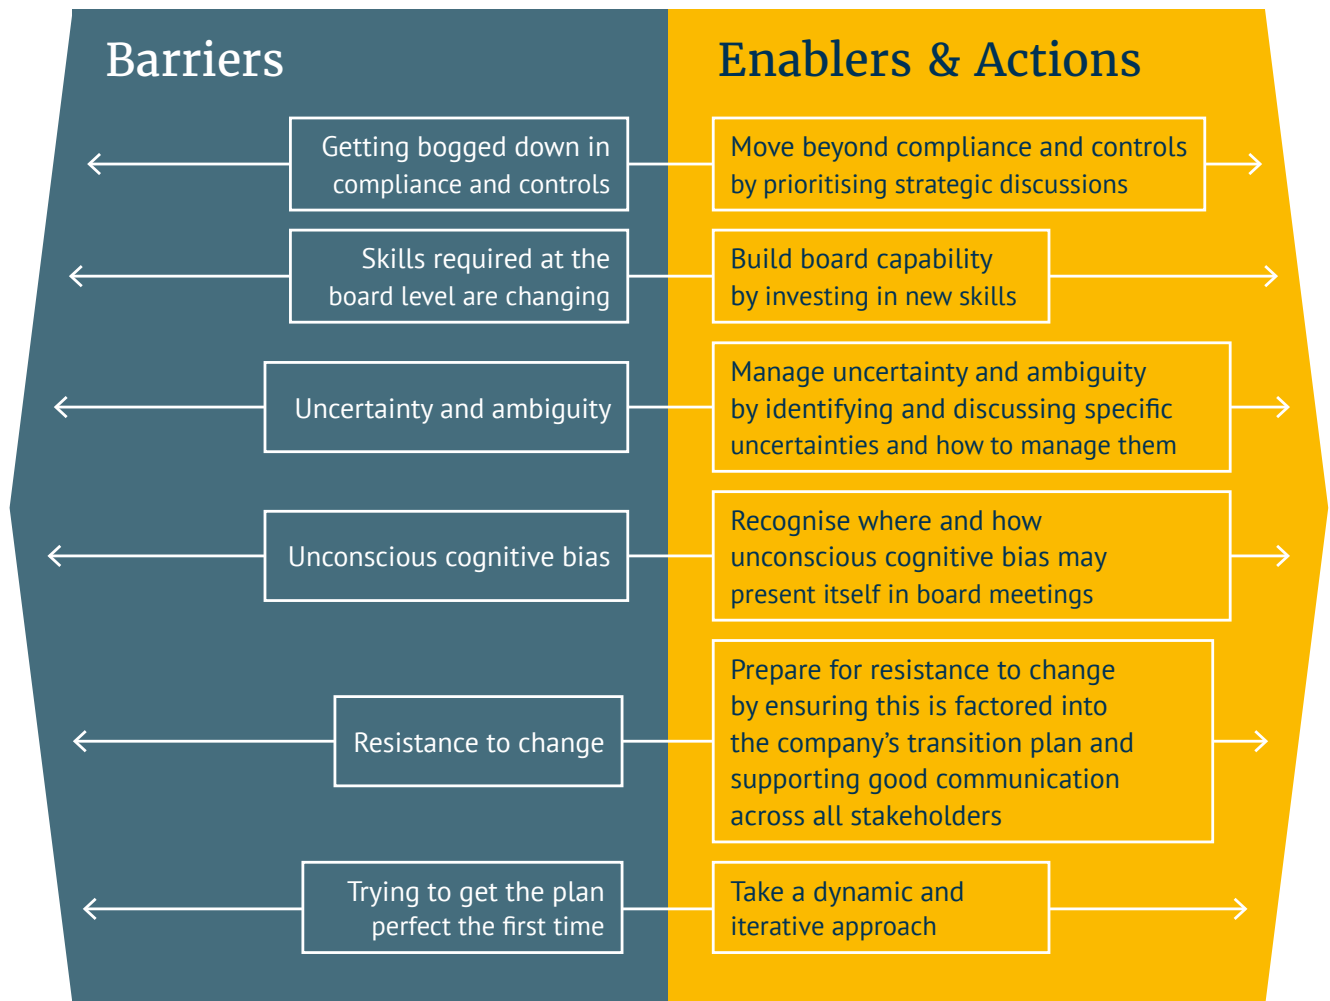 Barriers
Enablers & Actions
Getting bogged down in
compliance and controls
Move beyond compliance and controls
by prioritising strategic discussions
Skills required at the
board level are changing
Build board capability
by investing in new skills
Uncertainty and ambiguity
Manage uncertainty and ambiguity
by identifying and discussing specific
uncertainties and how to manage them
Unconscious cognitive bias
Recognise where and how
unconscious cognitive bias may
present itself in board meetings
Resistance to change
Prepare for resistance to change
by ensuring this is factored into
the company’s transition plan and
supporting good communication
across all stakeholders
Trying to get the plan
perfect the first time
Take a dynamic and
iterative approach